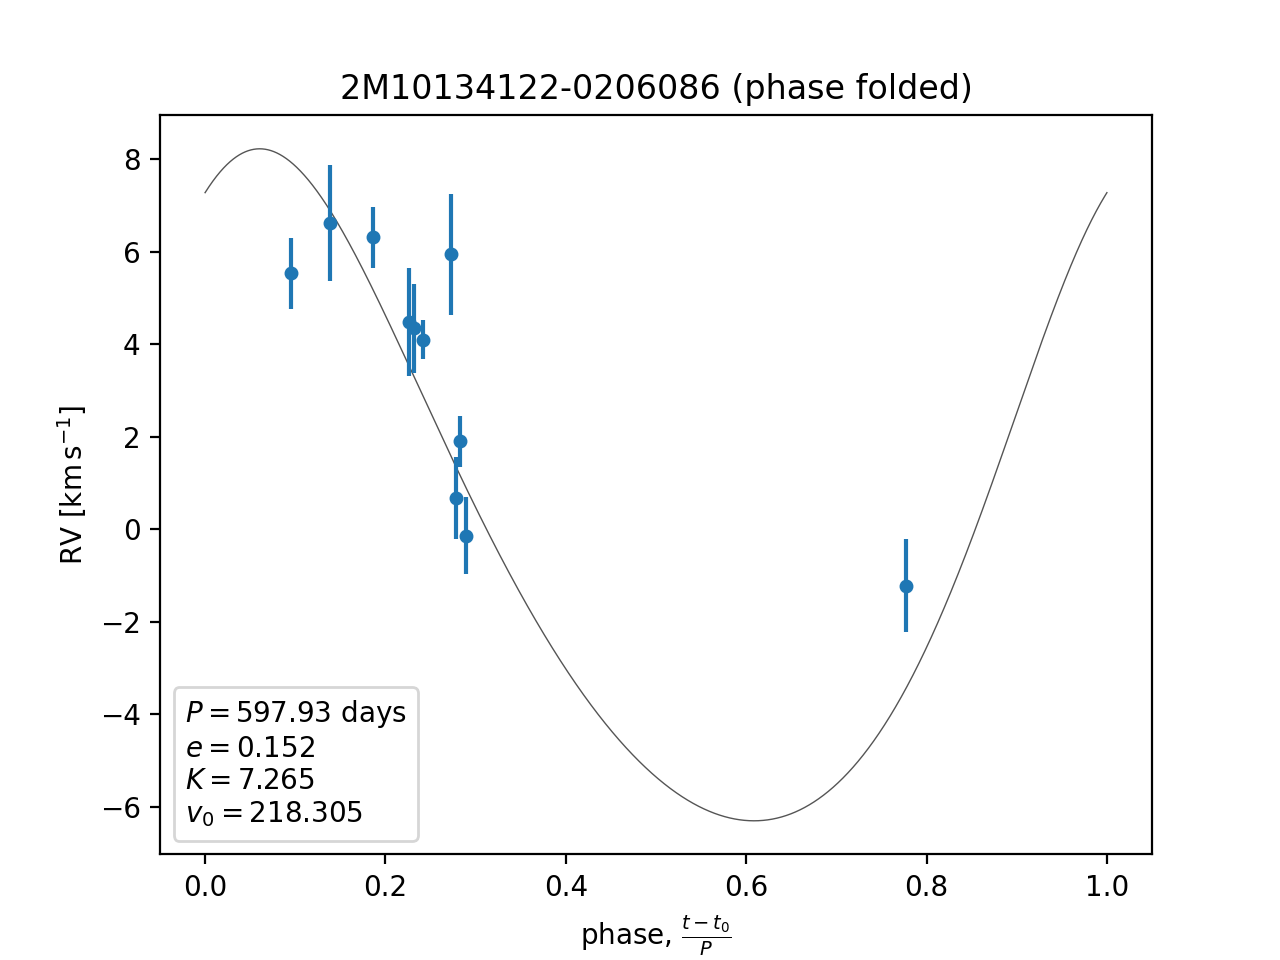 2M10134122-0206086 (phase folded)
RV [km s⁻¹]
8
6
4
2
0
−2
−4
−6
P = 597.93 days
e = 0.152
K = 7.265
v₀ = 218.305
0.0 0.2 0.4 0.6 0.8 1.0
phase, (t − t₀)/P